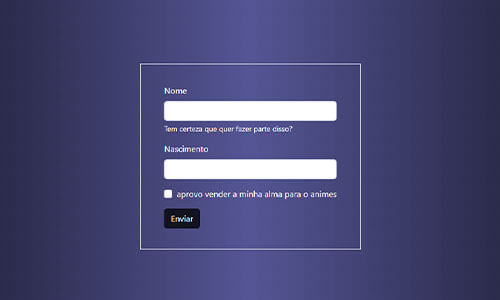 Nome
Tem certeza que quer fazer parte disso?
Nascimento
aprovo vender a minha alma para o animes
Enviar